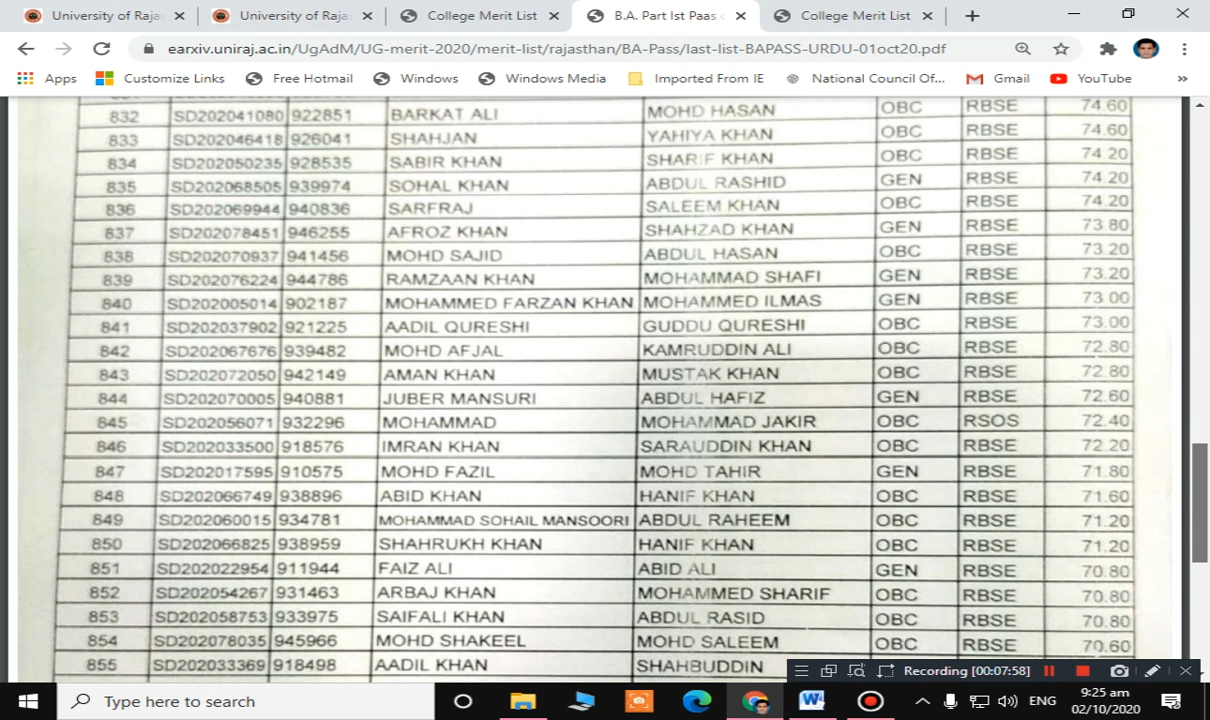 University of Raja
University of Raja
College Merit List
B.A. Part Ist Paas c
College Merit List
earxiv.uniraj.ac.in/UgAdM/UG-merit-2020/merit-list/rajasthan/BA-Pass/last-list-BAPASS-URDU-01oct20.pdf
Apps Customize Links Free Hotmail Windows Windows Media Imported From IE National Council Of... Gmail YouTube »
832 SD202041080 922851 BARKAT ALI MOHD HASAN OBC RBSE 74.60
833 SD202046418 926041 SHAHJAN YAHIYA KHAN OBC RBSE 74.60
834 SD202050235 928535 SABIR KHAN SHARIF KHAN OBC RBSE 74.20
835 SD202068505 939974 SOHAL KHAN ABDUL RASHID GEN RBSE 74.20
836 SD202069944 940836 SARFRAJ SALEEM KHAN OBC RBSE 74.20
837 SD202078451 946255 AFROZ KHAN SHAHZAD KHAN GEN RBSE 73.80
838 SD202070937 941456 MOHD SAJID ABDUL HASAN OBC RBSE 73.20
839 SD202076224 944786 RAMZAAN KHAN MOHAMMAD SHAFI GEN RBSE 73.20
840 SD202005014 902187 MOHAMMED FARZAN KHAN MOHAMMED ILMAS GEN RBSE 73.00
841 SD202037902 921225 AADIL QURESHI GUDDU QURESHI OBC RBSE 73.00
842 SD202067676 939482 MOHD AFJAL KAMRUDDIN ALI OBC RBSE 72.80
843 SD202072050 942149 AMAN KHAN MUSTAK KHAN OBC RBSE 72.80
844 SD202070005 940881 JUBER MANSURI ABDUL HAFIZ GEN RBSE 72.60
845 SD202056071 932296 MOHAMMAD MOHAMMAD JAKIR OBC RSOS 72.40
846 SD202033500 918576 IMRAN KHAN SARAUDDIN KHAN OBC RBSE 72.20
847 SD202017595 910575 MOHD FAZIL MOHD TAHIR GEN RBSE 71.80
848 SD202066749 938896 ABID KHAN HANIF KHAN OBC RBSE 71.60
849 SD202060015 934781 MOHAMMAD SOHAIL MANSOORI ABDUL RAHEEM OBC RBSE 71.20
850 SD202066825 938959 SHAHRUKH KHAN HANIF KHAN OBC RBSE 71.20
851 SD202022954 911944 FAIZ ALI ABID ALI GEN RBSE 70.80
852 SD202054267 931463 ARBAJ KHAN MOHAMMED SHARIF OBC RBSE 70.80
853 SD202058753 933975 SAIFALI KHAN ABDUL RASID OBC RBSE 70.80
854 SD202078035 945966 MOHD SHAKEEL MOHD SALEEM OBC RBSE 70.60
855 SD202033369 918498 AADIL KHAN SHAHBUDDIN
Recording [00:07:58]
Type here to search
ENG
9:25 am
02/10/2020